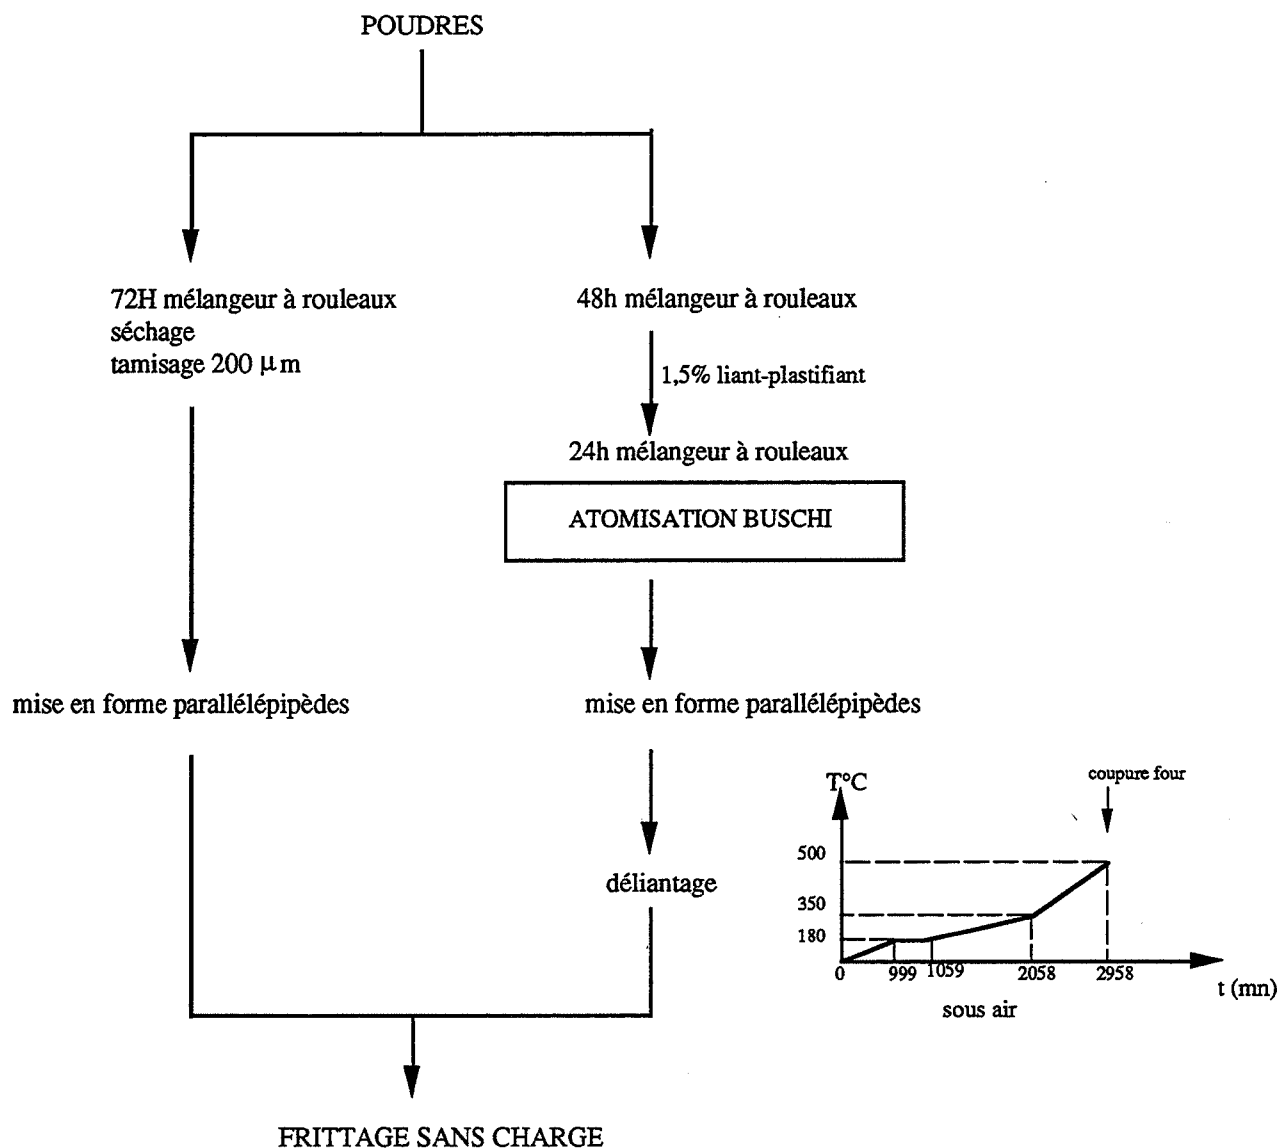 POUDRES
72H mélangeur à rouleaux
séchage
tamisage 200 µm
48h mélangeur à rouleaux
1,5% liant-plastifiant
24h mélangeur à rouleaux
ATOMISATION BUSCHI
mise en forme parallélépipèdes
mise en forme parallélépipèdes
déliantage
T°C
coupure four
500
350
180
0
999
1059
2058
2958
t (mn)
sous air
FRITTAGE SANS CHARGE